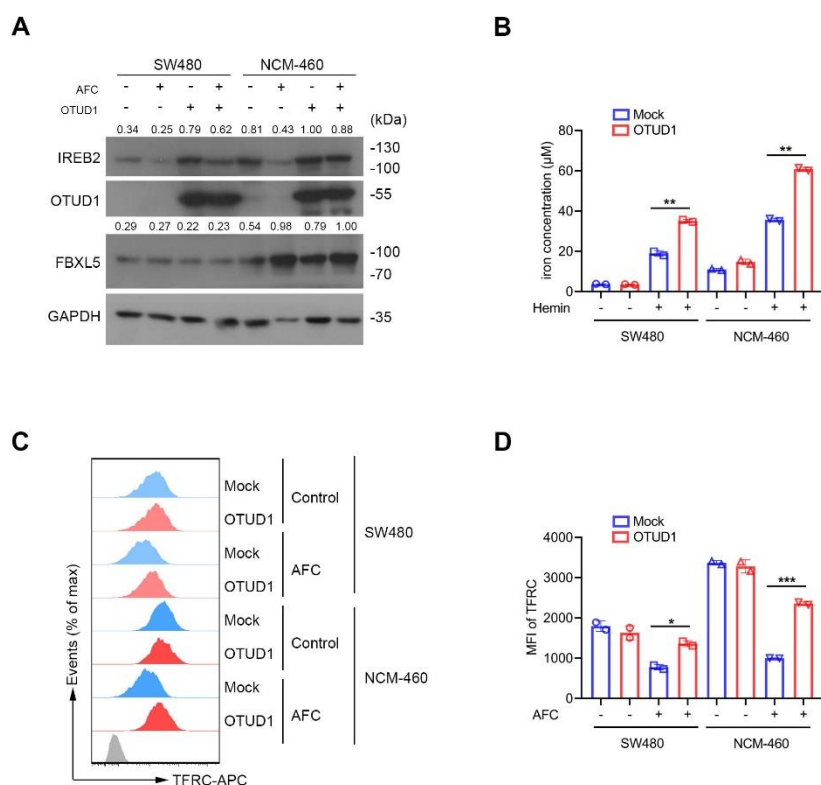 A
SW480 NCM-460
AFC - + - + - + - +
OTUD1 - - + + - - + +
(kDa)
0.34 0.25 0.79 0.62 0.81 0.43 1.00 0.88
IREB2
-130
-100
OTUD1
-55
0.29 0.27 0.22 0.23 0.54 0.98 0.79 1.00
FBXL5
-100
-70
GAPDH
-35
B
Mock
OTUD1
iron concentration (μM)
60
40
20
0
** **
Hemin - - + + - - + +
SW480 NCM-460
C
Events (% of max)
Mock
OTUD1
Control
Mock
OTUD1
AFC
SW480
Mock
OTUD1
Control
Mock
OTUD1
AFC
NCM-460
TFRC-APC
D
Mock
OTUD1
MFI of TFRC
4000
3000
2000
1000
0
* ***
AFC - - + + - - + +
SW480 NCM-460